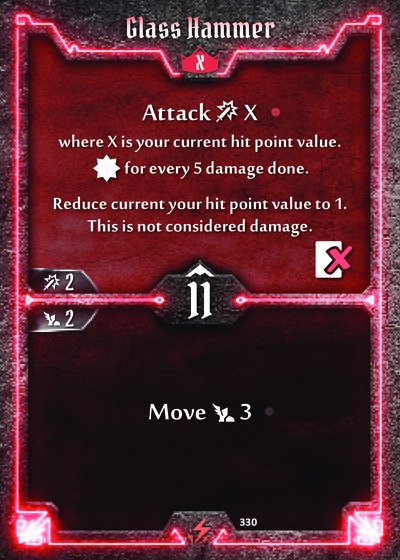 Glass Hammer
X
Attack X
where X is your current hit point value.
for every 5 damage done.
Reduce current your hit point value to 1.
This is not considered damage.
2
11
2
Move 3
330